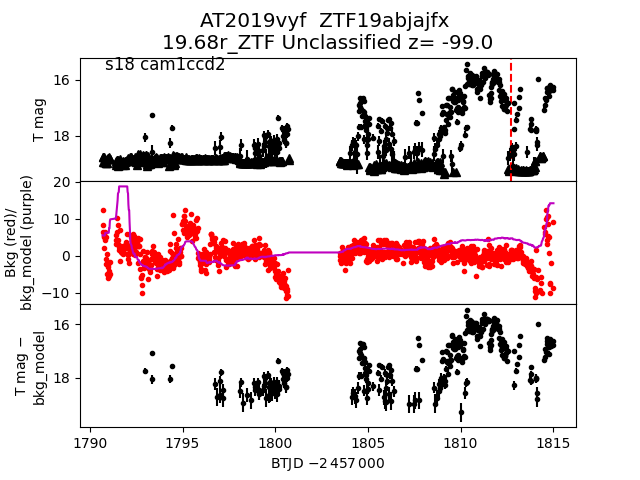 AT2019vyf  ZTF19abjajfx
19.68r_ZTF Unclassified z= -99.0
s18 cam1ccd2
T mag
16
18
Bkg (red)/
bkg_model (purple)
20
10
0
−10
T mag −
bkg_model
16
18
1790
1795
1800
1805
1810
1815
BTJD −2 457 000